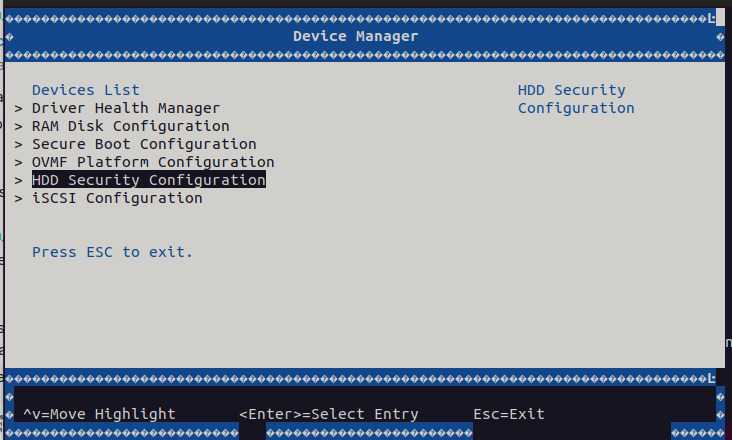 Device Manager
Devices List
HDD Security
> Driver Health Manager
Configuration
> RAM Disk Configuration
> Secure Boot Configuration
> OVMF Platform Configuration
> HDD Security Configuration
> iSCSI Configuration
Press ESC to exit.
^v=Move Highlight <Enter>=Select Entry Esc=Exit